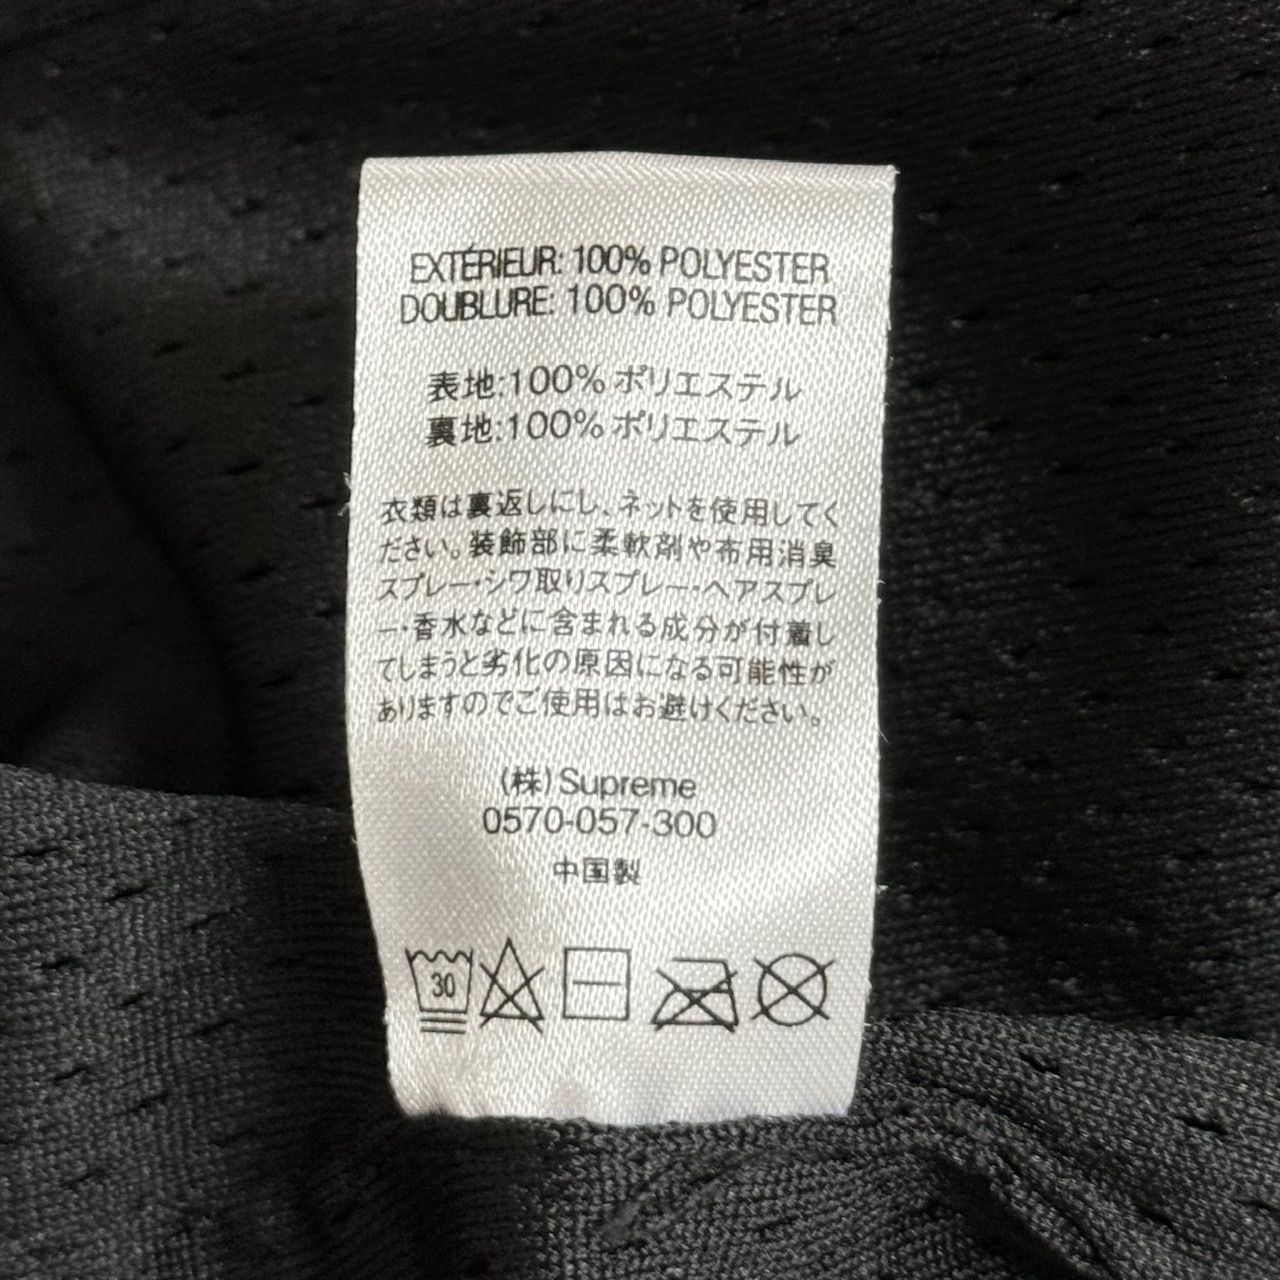 EXTÉRIEUR: 100% POLYESTER
DOUBLURE: 100% POLYESTER
表地:100%ポリエステル
裏地:100%ポリエステル
衣類は裏返しにし、ネットを使用してく
ださい。装飾部に柔軟剤や布用消臭
スプレー・シワ取りスプレー・ヘアスプレ
ー・香水などに含まれる成分が付着し
てしまうと劣化の原因になる可能性が
ありますのでご使用はお避けください。
(株)Supreme
0570-057-300
中国製
30